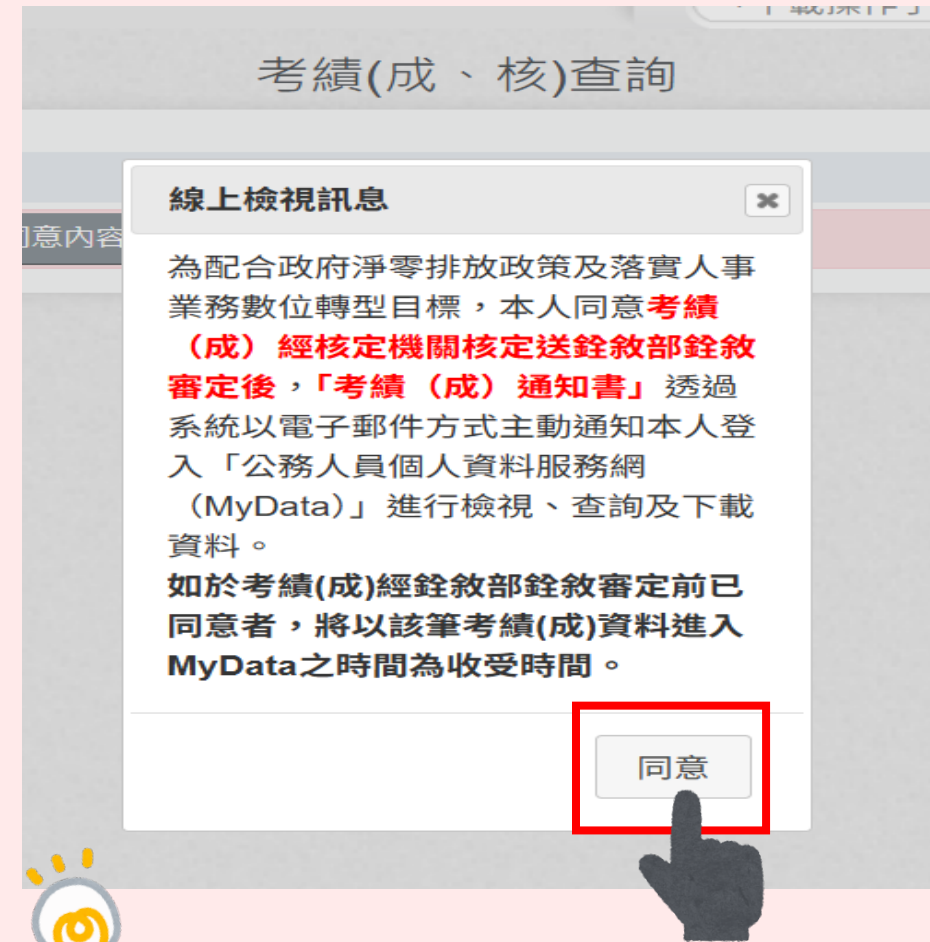 考績(成、核)查詢
線上檢視訊息
意內容
為配合政府淨零排放政策及落實人事
業務數位轉型目標，本人同意考績
（成）經核定機關核定送銓敘部銓敘
審定後，「考績（成）通知書」透過
系統以電子郵件方式主動通知本人登
入「公務人員個人資料服務網
（MyData）」進行檢視、查詢及下載
資料。
如於考績(成)經銓敘部銓敘審定前已
同意者，將以該筆考績(成)資料進入
MyData之時間為收受時間。
同意